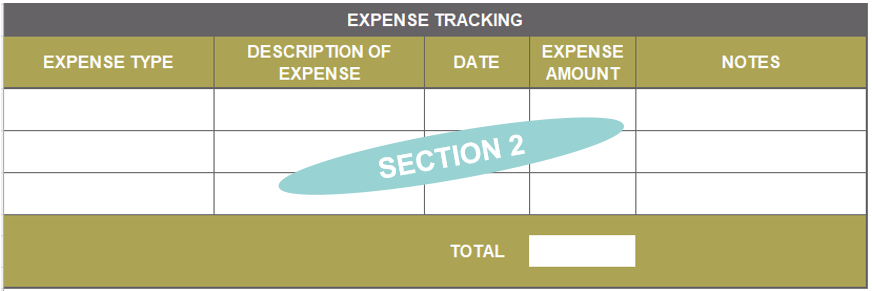 EXPENSE TRACKING
EXPENSE TYPE
DESCRIPTION OF
EXPENSE
DATE
EXPENSE
AMOUNT
NOTES
SECTION 2
TOTAL